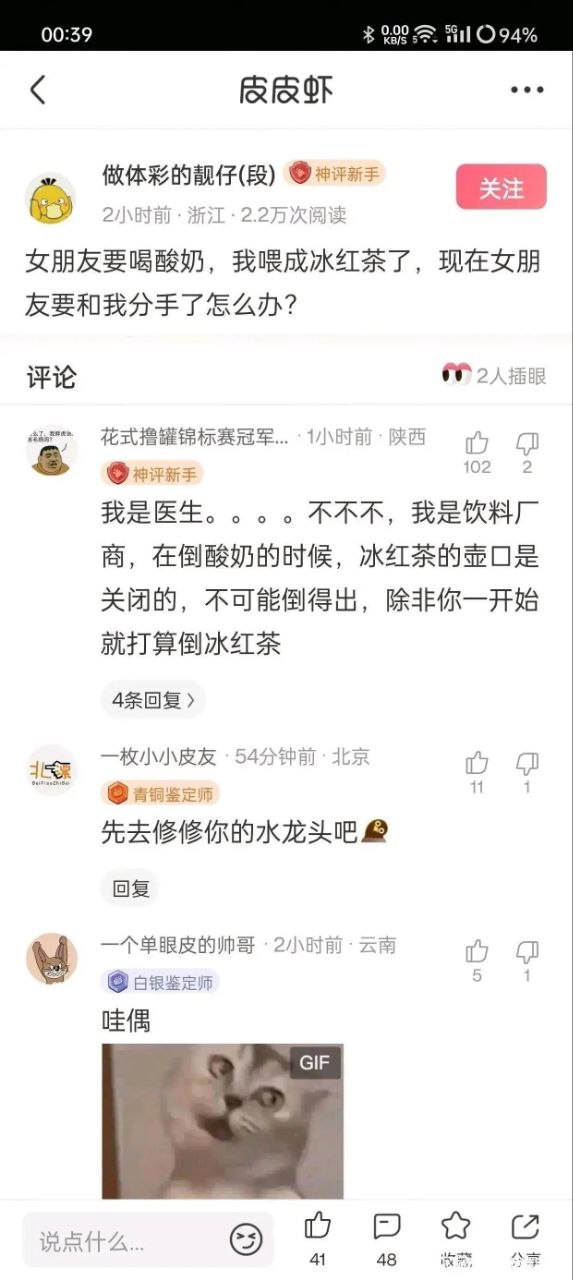 00:39
0.00 KB/S
5G
94%
皮皮虾
做体彩的靓仔(段)
神评新手
关注
2小时前·浙江·2.2万次阅读
女朋友要喝酸奶，我喂成冰红茶了，现在女朋
友要和我分手了怎么办？
评论
2人插眼
花式撸罐锦标赛冠军... ·1小时前·陕西
神评新手
102
2
我是医生。。。。不不不，我是饮料厂
商，在倒酸奶的时候，冰红茶的壶口是
关闭的，不可能倒得出，除非你一开始
就打算倒冰红茶
4条回复
一枚小小皮友 ·54分钟前·北京
青铜鉴定师
11
1
先去修修你的水龙头吧
回复
一个单眼皮的帅哥 ·2小时前·云南
白银鉴定师
5
1
哇偶
GIF
说点什么...
41
48
收藏
分享